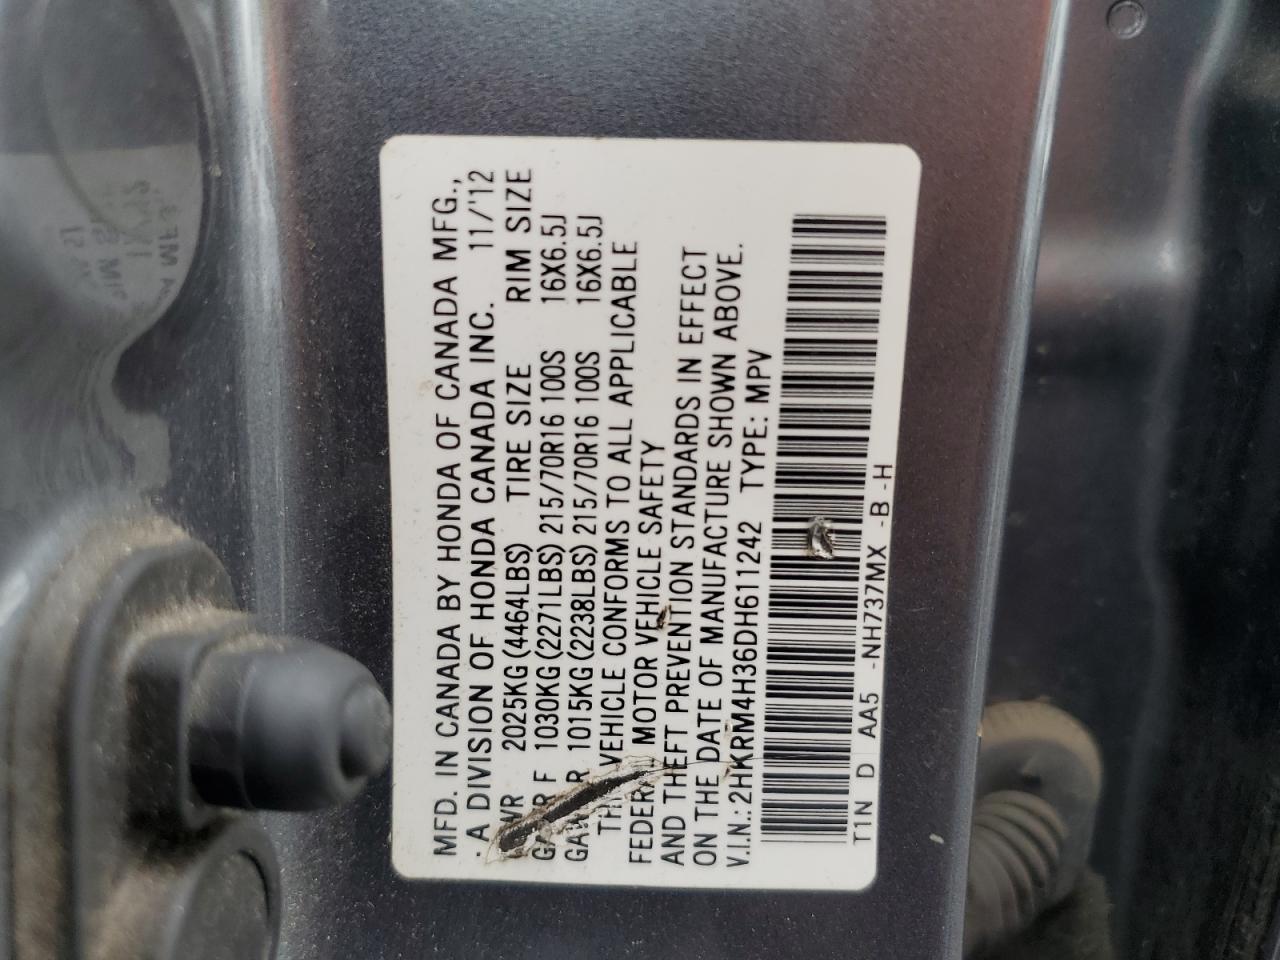 MFD. IN CANADA BY HONDA OF CANADA MFG.,
. A DIVISION OF HONDA CANADA INC. 11/'12
2025KG (4464LBS) TIRE SIZE RIM SIZE
F 1030KG (2271LBS) 215/70R16 100S 16X6.5J
R 1015KG (2238LBS) 215/70R16 100S 16X6.5J
VEHICLE CONFORMS TO ALL APPLICABLE
MOTOR VEHICLE SAFETY
AND THEFT PREVENTION STANDARDS IN EFFECT
ON THE DATE OF MANUFACTURE SHOWN ABOVE.
V.I.N.: 2HKRM4H36DH611242 TYPE: MPV
T1N D AA5 -NH737MX -B -H